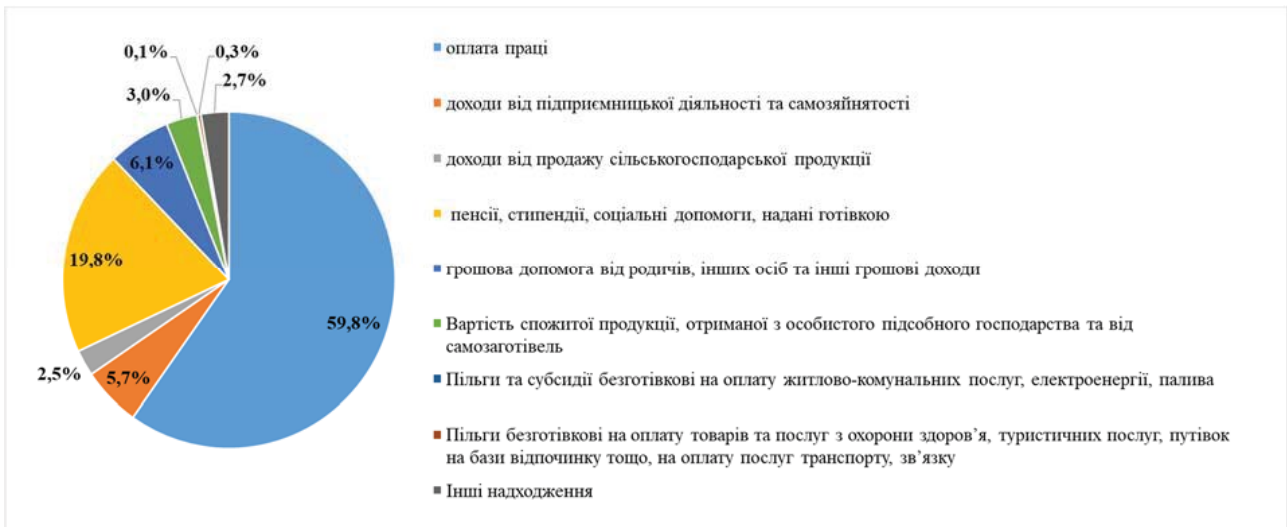 0,1%
0,3%
2,7%
3,0%
6,1%
19,8%
59,8%
2,5%
5,7%
оплата праці
доходи від підприємницької діяльності та самозяйнятості
доходи від продажу сільськогосподарської продукції
пенсії, стипендії, соціальні допомоги, надані готівкою
грошова допомога від родичів, інших осіб та інші грошові доходи
Вартість спожитої продукції, отриманої з особистого підсобного господарства та від
самозаготівель
Пільги та субсидії безготівкові на оплату житлово-комунальних послуг, електроенергії, палива
Пільги безготівкові на оплату товарів та послуг з охорони здоров’я, туристичних послуг, путівок
на бази відпочинку тощо, на оплату послуг транспорту, зв’язку
Інші надходження